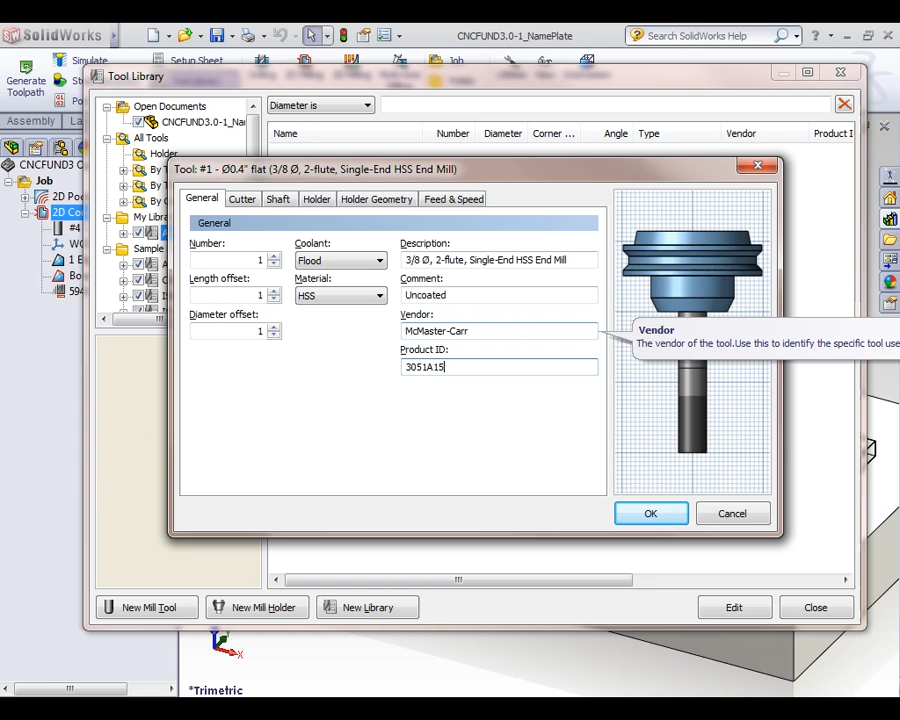 SolidWorks
CNCFUND3.0-1_NamePlate
Search SolidWorks Help
Generate
Toolpath
Simulate
Setup Sheet
Job
Assembly
Tool Library
CNCFUND3 C
Job
2D Poc
2D Co
#4
WC
1 E
Bo
594
Open Documents
CNCFUND3.0-1_Nar
All Tools
Holder
By T
By T
By C
My Libra
Sample
Diameter is
Name
Number
Diameter
Corner ...
Angle
Type
Vendor
Product I
Tool: #1 - Ø0.4" flat (3/8 Ø, 2-flute, Single-End HSS End Mill)
General
Cutter
Shaft
Holder
Holder Geometry
Feed & Speed
General
Number:
Coolant:
Description:
1
Flood
3/8 Ø, 2-flute, Single-End HSS End Mill
Length offset:
Material:
Comment:
1
HSS
Uncoated
Diameter offset:
Vendor:
1
McMaster-Carr
Product ID:
3051A15
Vendor
The vendor of the tool.Use this to identify the specific tool use
OK
Cancel
New Mill Tool
New Mill Holder
New Library
Edit
Close
*Trimetric